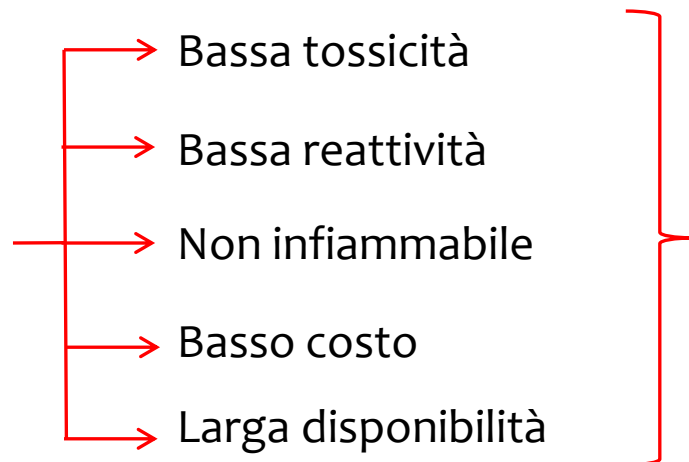 Bassa tossicità
Bassa reattività
Non infiammabile
Basso costo
Larga disponibilità